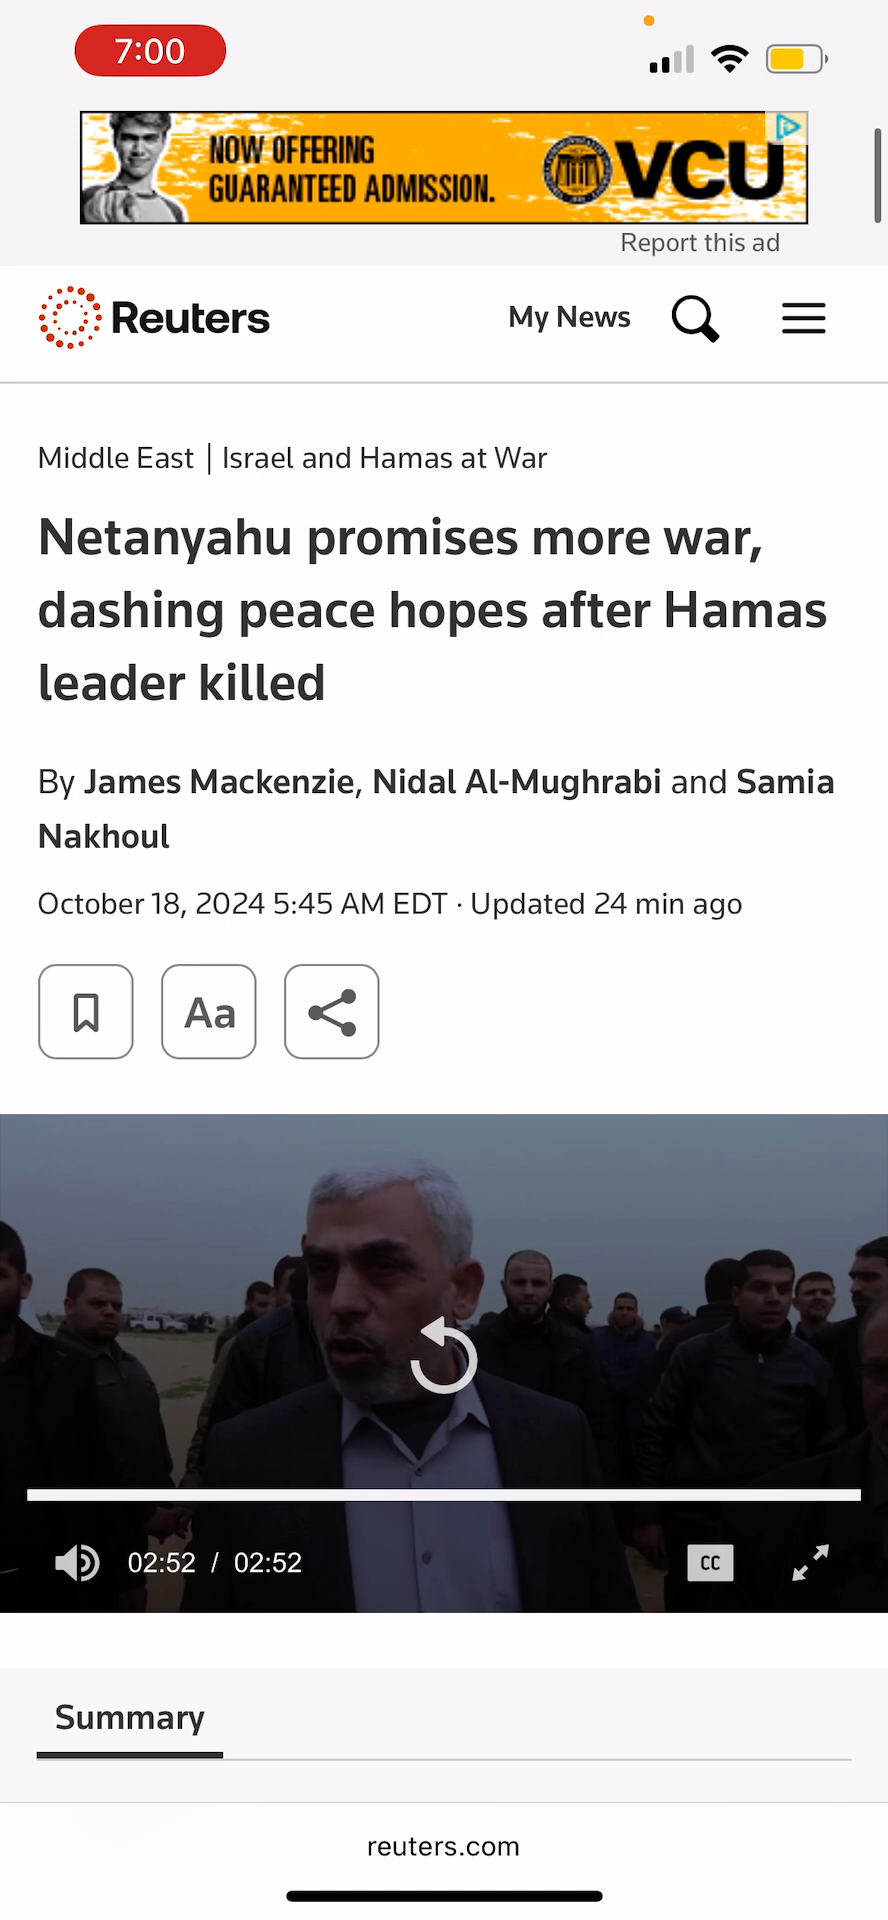 7:00
NOW OFFERING
GUARANTEED ADMISSION.
VCU
Report this ad
Reuters
My News
Middle East | Israel and Hamas at War
Netanyahu promises more war,
dashing peace hopes after Hamas
leader killed
By James Mackenzie, Nidal Al-Mughrabi and Samia
Nakhoul
October 18, 2024 5:45 AM EDT · Updated 24 min ago
Aa
02:52 / 02:52
CC
Summary
reuters.com